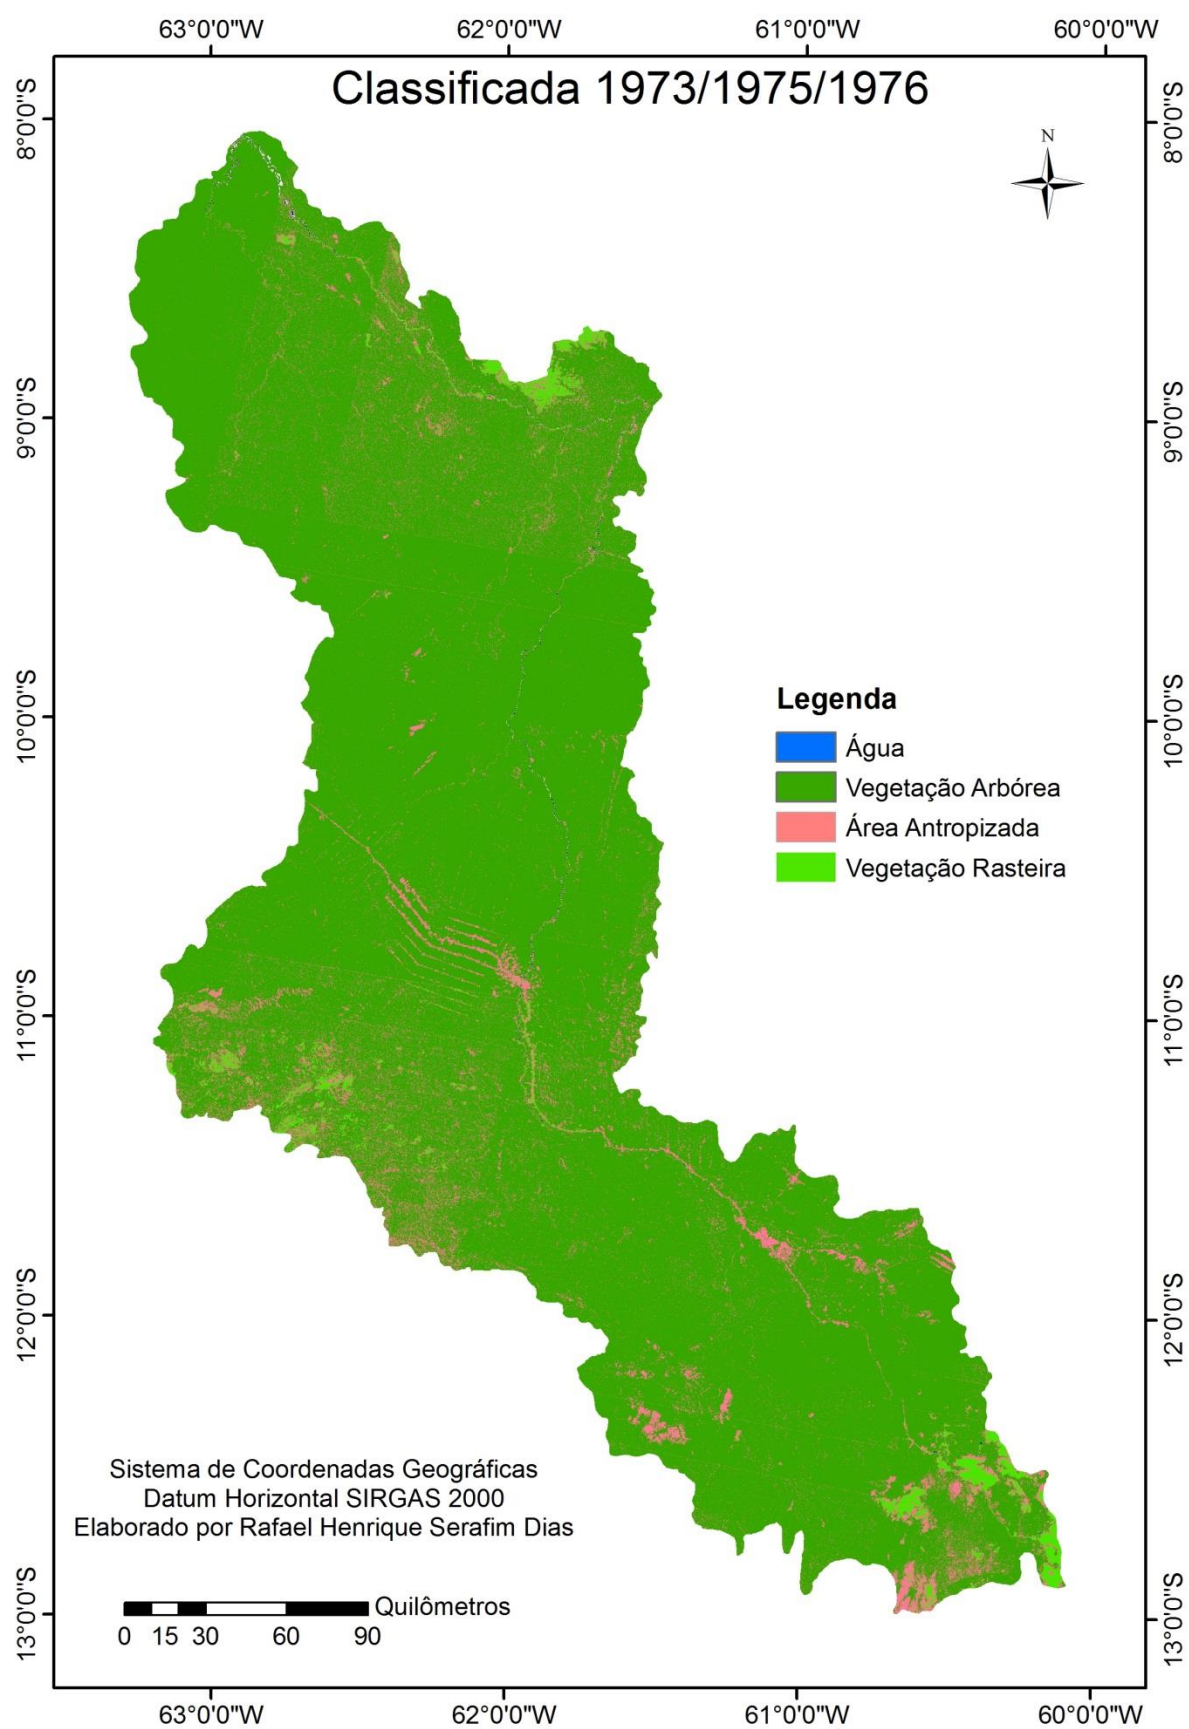 63°0'0"W 62°0'0"W 61°0'0"W 60°0'0"W
Classificada 1973/1975/1976
N
8°0'0"S
8°0'0"S
9°0'0"S
9°0'0"S
10°0'0"S
10°0'0"S
Legenda
Água
Vegetação Arbórea
Área Antropizada
Vegetação Rasteira
11°0'0"S
11°0'0"S
12°0'0"S
12°0'0"S
Sistema de Coordenadas Geográficas
Datum Horizontal SIRGAS 2000
Elaborado por Rafael Henrique Serafim Dias
13°0'0"S
13°0'0"S
Quilômetros
0 15 30 60 90
63°0'0"W 62°0'0"W 61°0'0"W 60°0'0"W